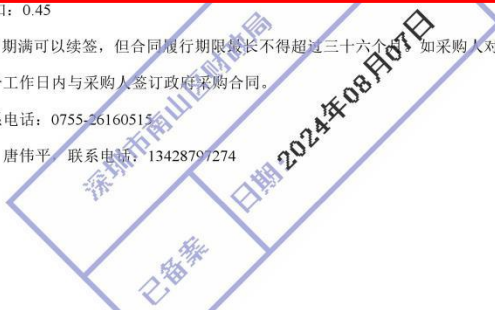 : 0.45
期满可以续签，但合同履行期限最长不得超过三十六个月。如采购人对
工作日内与采购人签订政府采购合同。
电话：0755-26160515
唐伟平 联系电话：13428797274
深圳市南山区财政局
日期 2024年08月07日
已备案